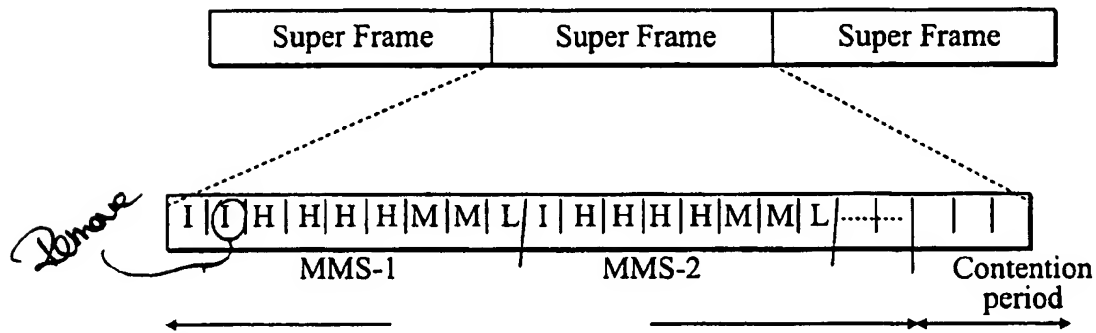 Super Frame Super Frame Super Frame
Remove
I|I|H|H|H|H|M|M|L/I|H|H|H|H|M|M|L/
MMS-1 MMS-2 Contention
period